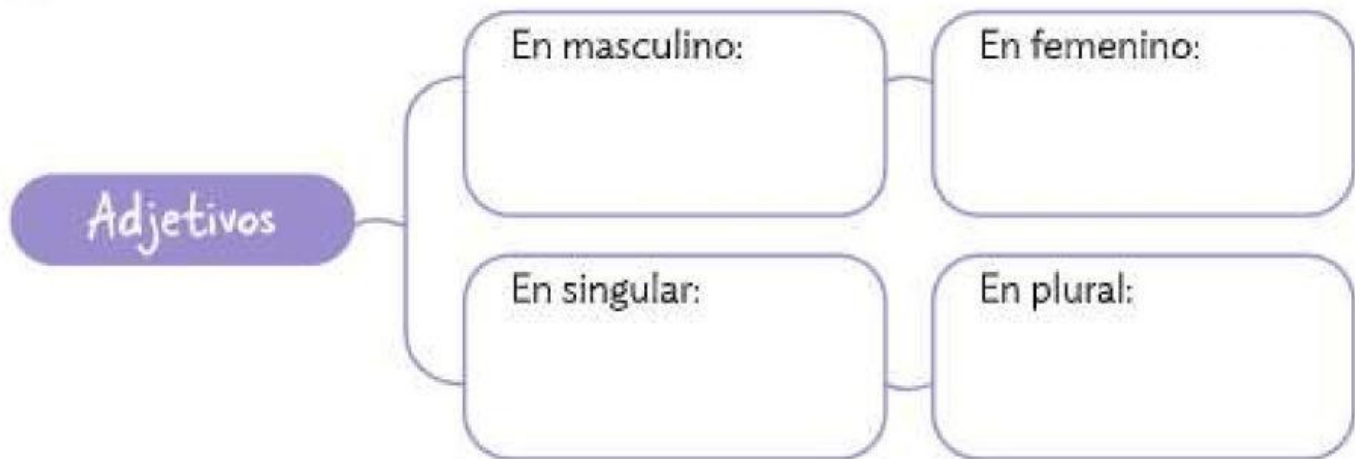 En masculino:
En femenino:
Adjetivos
En singular:
En plural: